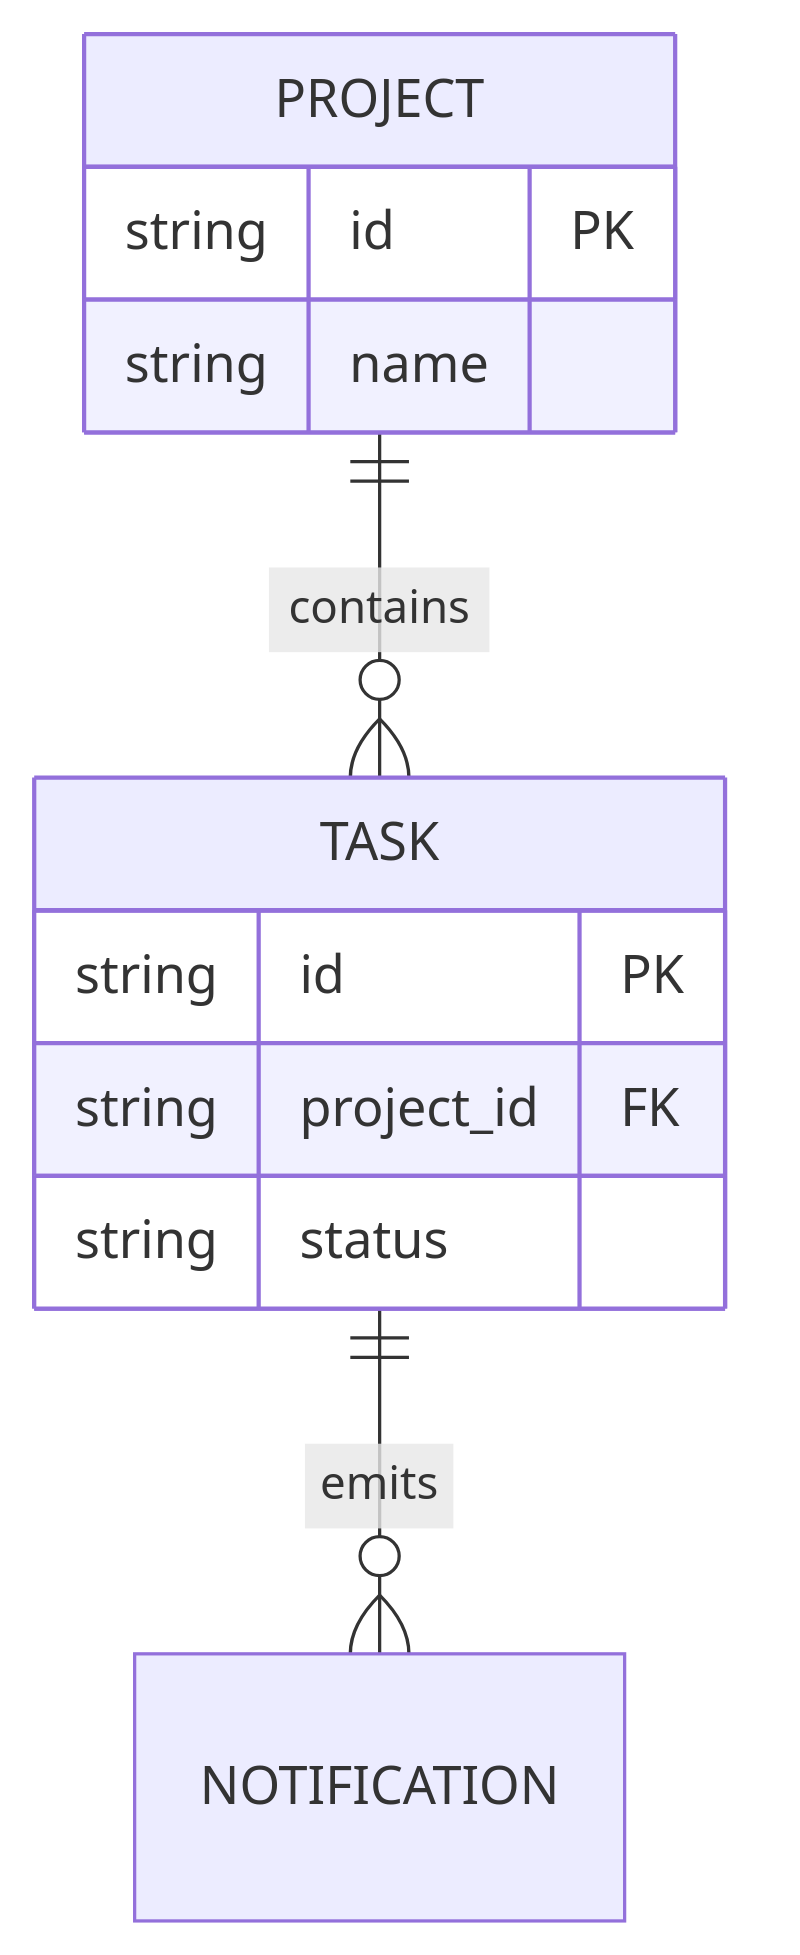 PROJECT
string id PK
string name
contains
TASK
string id PK
string project_id FK
string status
emits
NOTIFICATION